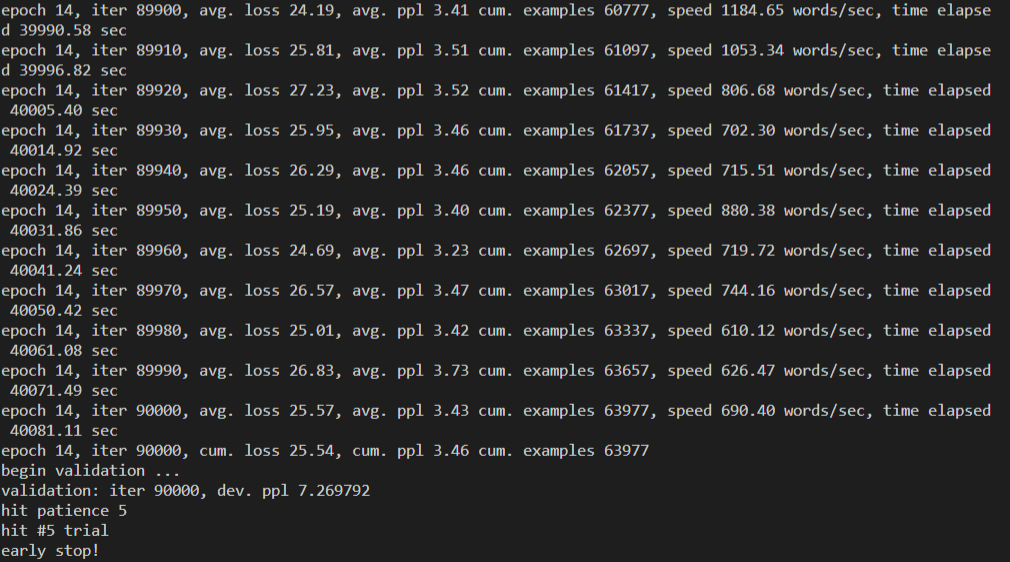 epoch 14, iter 89900, avg. loss 24.19, avg. ppl 3.41 cum. examples 60777, speed 1184.65 words/sec, time elapse
d 39990.58 sec
epoch 14, iter 89910, avg. loss 25.81, avg. ppl 3.51 cum. examples 61097, speed 1053.34 words/sec, time elapse
d 39996.82 sec
epoch 14, iter 89920, avg. loss 27.23, avg. ppl 3.52 cum. examples 61417, speed 806.68 words/sec, time elapsed
 40005.40 sec
epoch 14, iter 89930, avg. loss 25.95, avg. ppl 3.46 cum. examples 61737, speed 702.30 words/sec, time elapsed
 40014.92 sec
epoch 14, iter 89940, avg. loss 26.29, avg. ppl 3.46 cum. examples 62057, speed 715.51 words/sec, time elapsed
 40024.39 sec
epoch 14, iter 89950, avg. loss 25.19, avg. ppl 3.40 cum. examples 62377, speed 880.38 words/sec, time elapsed
 40031.86 sec
epoch 14, iter 89960, avg. loss 24.69, avg. ppl 3.23 cum. examples 62697, speed 719.72 words/sec, time elapsed
 40041.24 sec
epoch 14, iter 89970, avg. loss 26.57, avg. ppl 3.47 cum. examples 63017, speed 744.16 words/sec, time elapsed
 40050.42 sec
epoch 14, iter 89980, avg. loss 25.01, avg. ppl 3.42 cum. examples 63337, speed 610.12 words/sec, time elapsed
 40061.08 sec
epoch 14, iter 89990, avg. loss 26.83, avg. ppl 3.73 cum. examples 63657, speed 626.47 words/sec, time elapsed
 40071.49 sec
epoch 14, iter 90000, avg. loss 25.57, avg. ppl 3.43 cum. examples 63977, speed 690.40 words/sec, time elapsed
 40081.11 sec
epoch 14, iter 90000, cum. loss 25.54, cum. ppl 3.46 cum. examples 63977
begin validation ...
validation: iter 90000, dev. ppl 7.269792
hit patience 5
hit #5 trial
early stop!